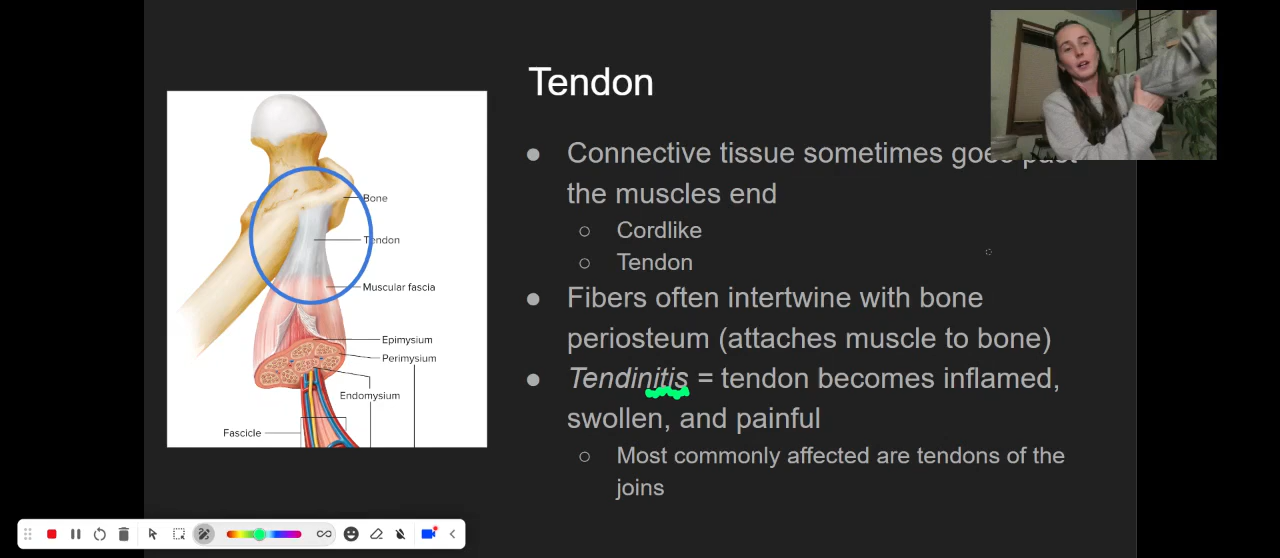 Tendon
Connective tissue sometimes goes past
the muscles end
Cordlike
Tendon
Fibers often intertwine with bone
periosteum (attaches muscle to bone)
Tendinitis = tendon becomes inflamed,
swollen, and painful
Most commonly affected are tendons of the
joins
Bone
Tendon
Muscular fascia
Epimysium
Perimysium
Endomysium
Fascicle